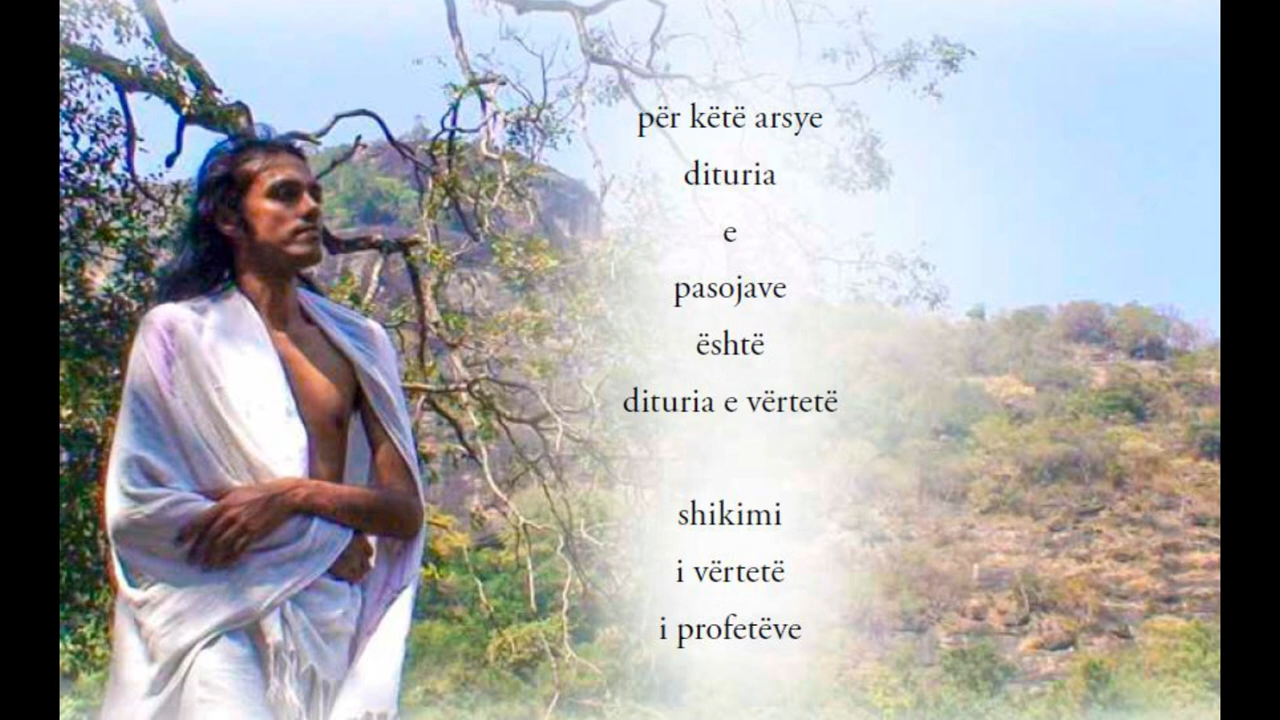 për këtë arsye
dituria
e
pasojave
është
dituria e vërtetë
shikimi
i vërtetë
i profetëve